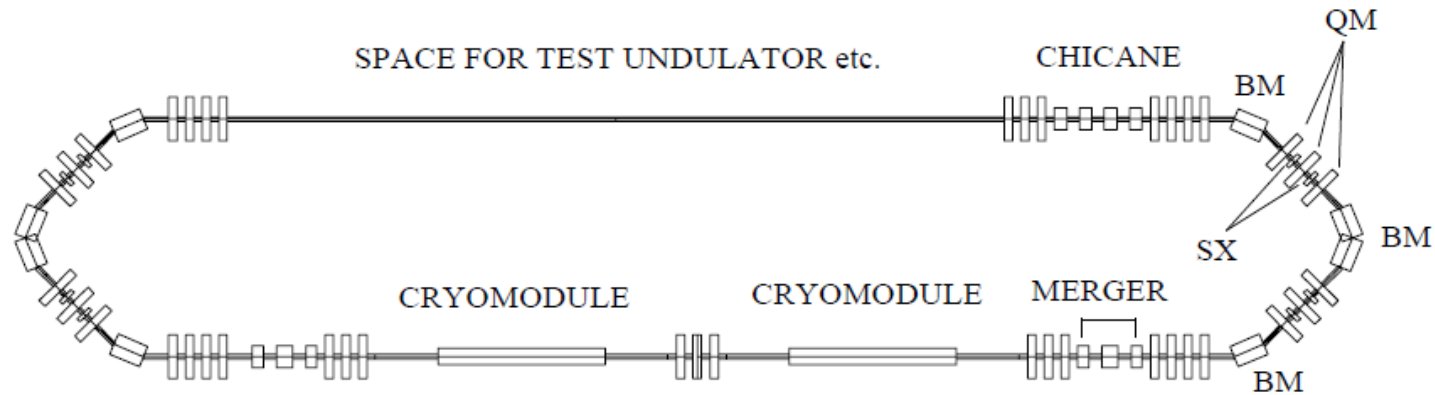 QM
SPACE FOR TEST UNDULATOR etc.
CHICANE
BM
SX
BM
CRYOMODULE
CRYOMODULE
MERGER
BM